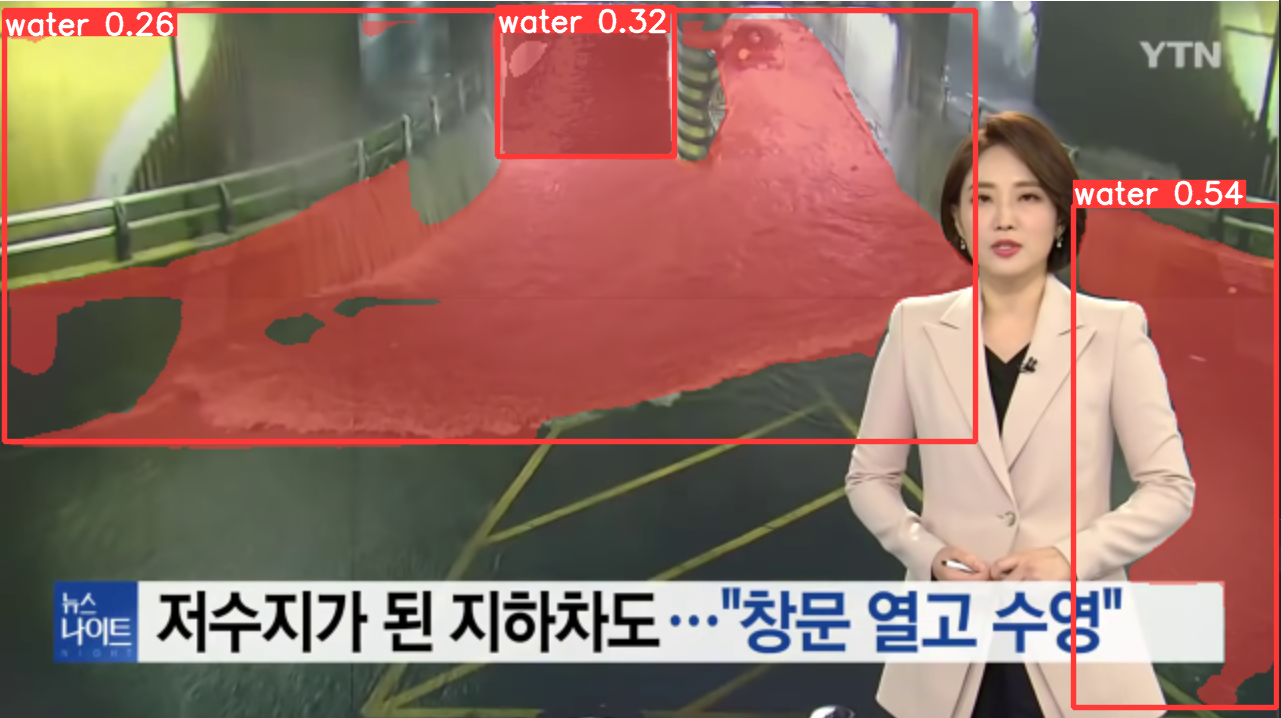 water 0.26
water 0.32
YTN
water 0.54
뉴스
나이트
NIGHT
저수지가 된 지하차도…"창문 열고 수영"